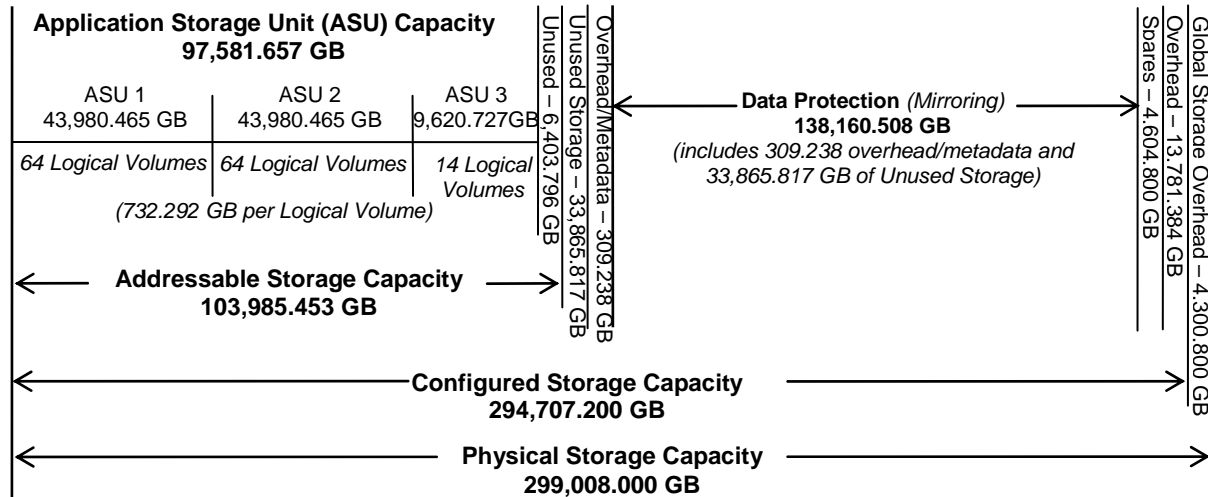 Application Storage Unit (ASU) Capacity
97,581.657 GB
ASU 1
43,980.465 GB
ASU 2
43,980.465 GB
ASU 3
9,620.727GB
64 Logical Volumes
64 Logical Volumes
14 Logical
Volumes
(732.292 GB per Logical Volume)
Unused – 6,403.796 GB
Unused Storage – 33,865.817 GB
Overhead/Metadata – 309.238 GB
Data Protection (Mirroring)
138,160.508 GB
(includes 309.238 overhead/metadata and
33,865.817 GB of Unused Storage)
Spares – 4.604.800 GB
Overhead – 13.781.384 GB
Global Storage Overhead – 4.300.800 GB
Addressable Storage Capacity
103,985.453 GB
Configured Storage Capacity
294,707.200 GB
Physical Storage Capacity
299,008.000 GB